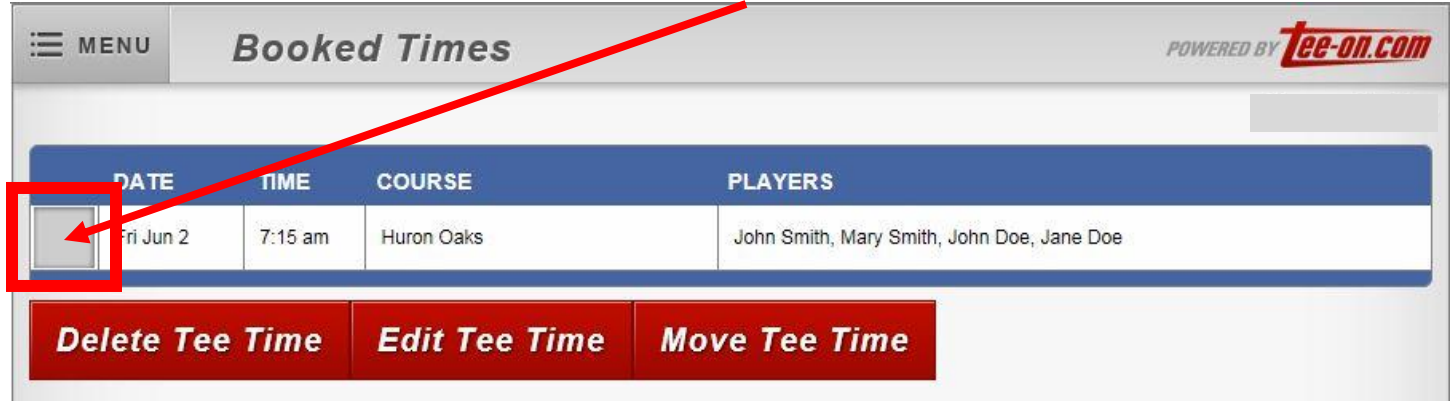 MENU Booked Times POWERED BY tee-on.com
DATE TIME COURSE PLAYERS
Fri Jun 2 7:15 am Huron Oaks John Smith, Mary Smith, John Doe, Jane Doe
Delete Tee Time Edit Tee Time Move Tee Time